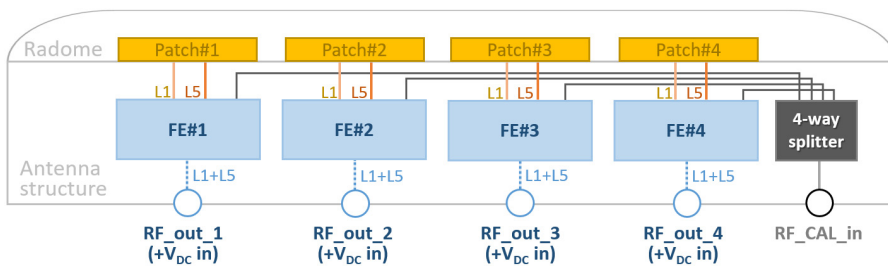 Radome
Patch#1 Patch#2 Patch#3 Patch#4
L1 L5 L1 L5 L1 L5 L1 L5
FE#1 FE#2 FE#3 FE#4
4-way
splitter
Antenna
structure
L1+L5 L1+L5 L1+L5 L1+L5
RF_out_1 RF_out_2 RF_out_3 RF_out_4 RF_CAL_in
(+VDC in) (+VDC in) (+VDC in) (+VDC in)